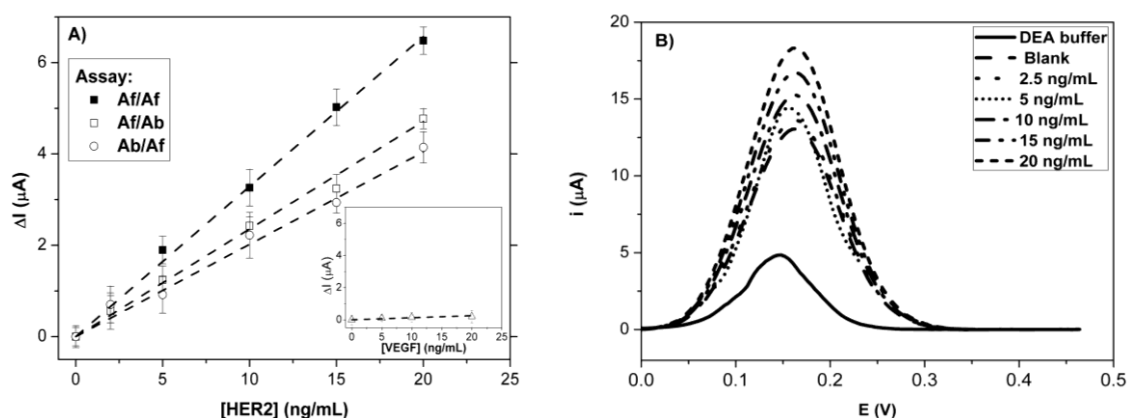 A)
Assay:
Af/Af
Af/Ab
Ab/Af
ΔI (μA)
6
4
2
0
0 5 10 15 20 25
[HER2] (ng/mL)
ΔI (μA)
6
4
2
0
0 5 10 15 20
[VEGF] (ng/mL)
B)
DEA buffer
Blank
2.5 ng/mL
5 ng/mL
10 ng/mL
15 ng/mL
20 ng/mL
i (μA)
20
15
10
5
0
0.0 0.1 0.2 0.3 0.4 0.5
E (V)